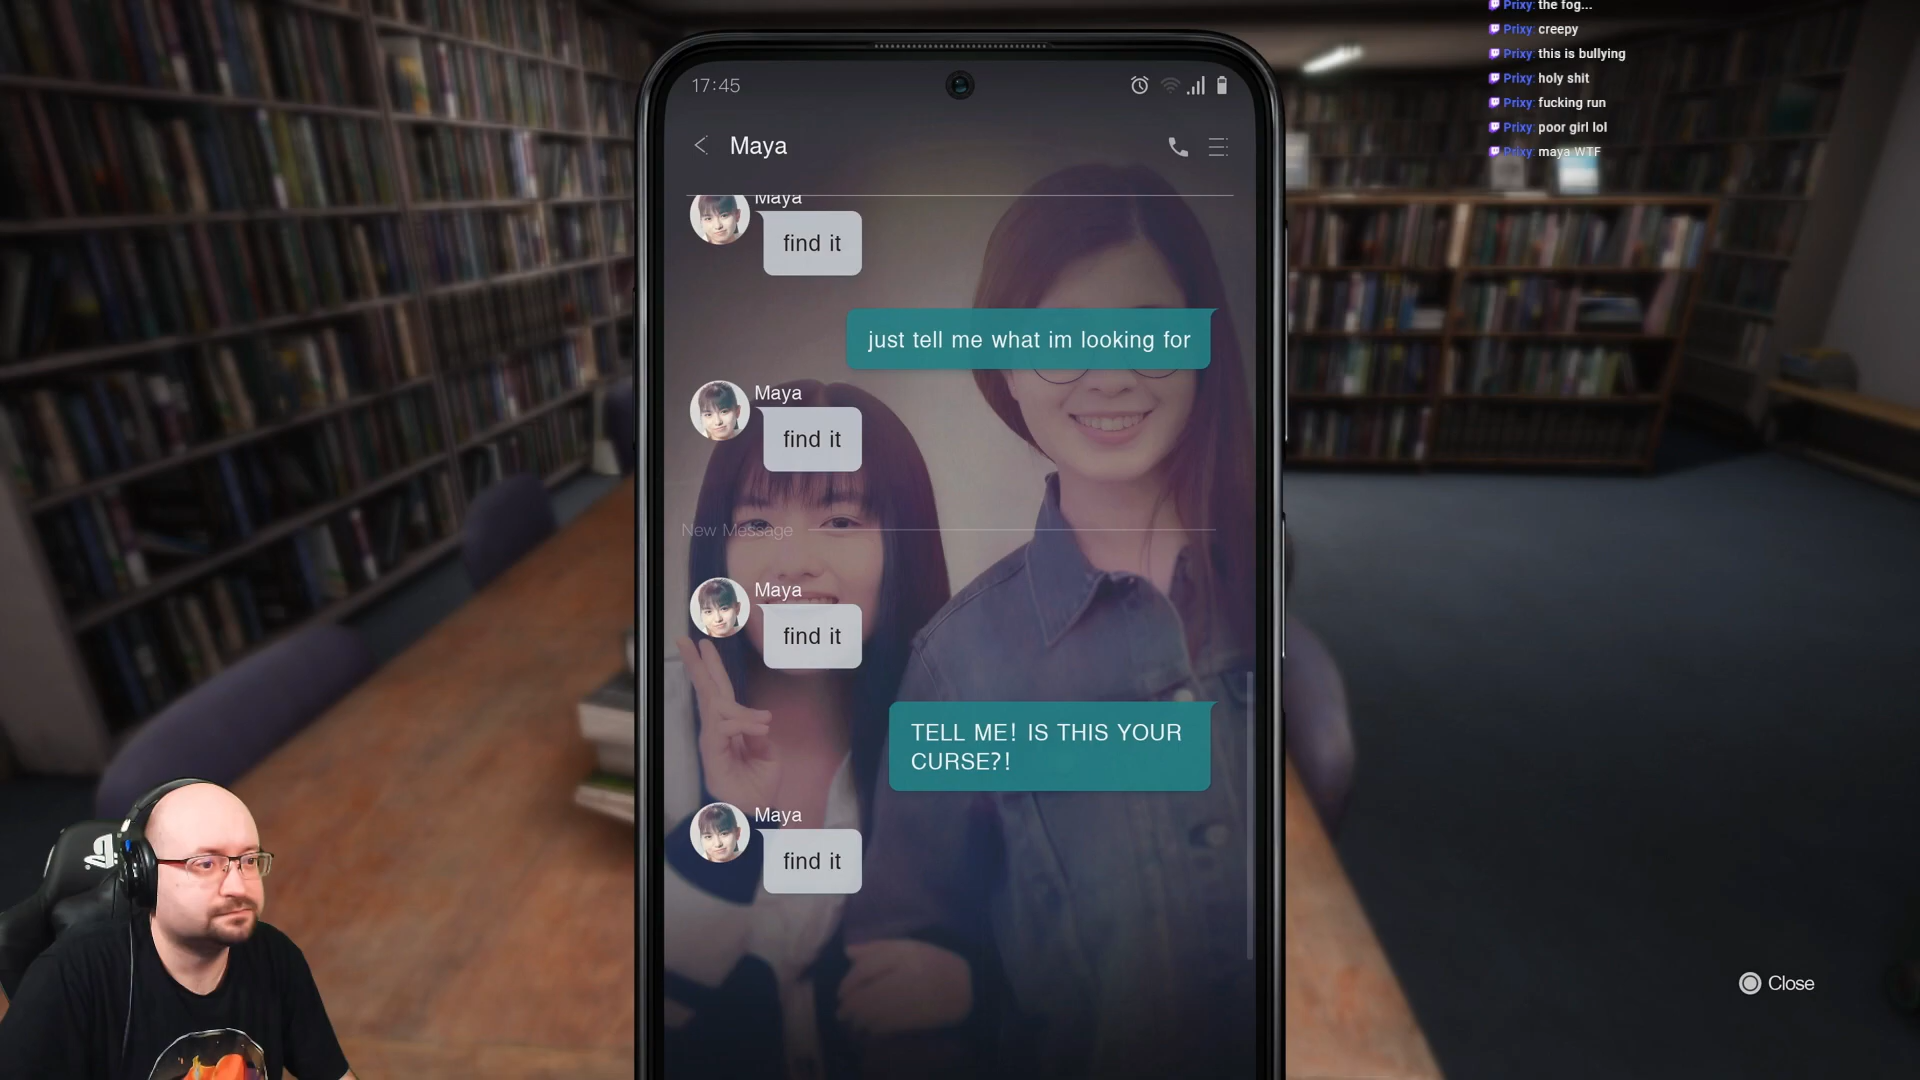 Prixy: the fog...
Prixy: creepy
Prixy: this is bullying
Prixy: holy shit
Prixy: fucking run
Prixy: poor girl lol
Prixy: maya WTF
17:45
Maya
Maya
find it
just tell me what im looking for
Maya
find it
New Message
Maya
find it
TELL ME! IS THIS YOUR
CURSE?!
Maya
find it
Close